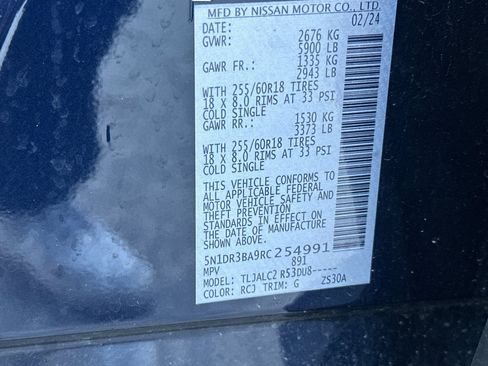 MFD BY NISSAN MOTOR CO., LTD.
DATE: 02/24
GVWR: 2676 KG
5900 LB
GAWR FR.: 1335 KG
2943 LB
WITH 255/60R18 TIRES
18 X 8.0 RIMS AT 33 PSI
COLD SINGLE
GAWR RR.: 1530 KG
3373 LB
WITH 255/60R18 TIRES
18 X 8.0 RIMS AT 33 PSI
COLD SINGLE
THIS VEHICLE CONFORMS TO
ALL APPLICABLE FEDERAL
MOTOR VEHICLE SAFETY AND
THEFT PREVENTION
STANDARDS IN EFFECT ON
THE DATE OF MANUFACTURE
5N1DR3BA9RC254991
MPV 891
MODEL: TLJALC2 R53DU8-----
COLOR: RCJ TRIM: G ZS30A